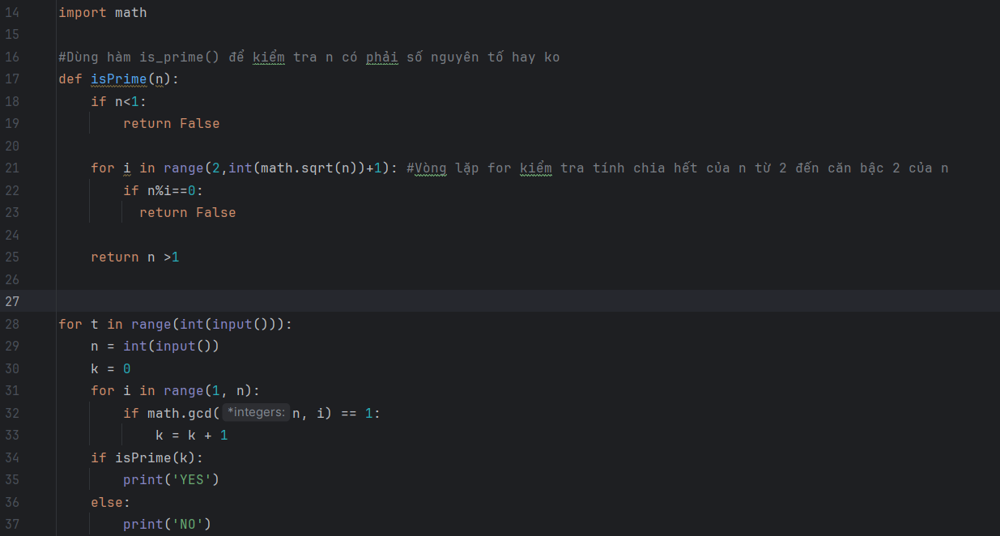 14 import math
15
16 #Dùng hàm is_prime() để kiểm tra n có phải số nguyên tố hay ko
17 def isPrime(n):
18     if n<1:
19         return False
20
21     for i in range(2,int(math.sqrt(n))+1): #Vòng lặp for kiểm tra tính chia hết của n từ 2 đến căn bậc 2 của n
22         if n%i==0:
23           return False
24
25     return n >1
26
27
28 for t in range(int(input())):
29     n = int(input())
30     k = 0
31     for i in range(1, n):
32         if math.gcd( *integers: n, i) == 1:
33             k = k + 1
34     if isPrime(k):
35         print('YES')
36     else:
37         print('NO')